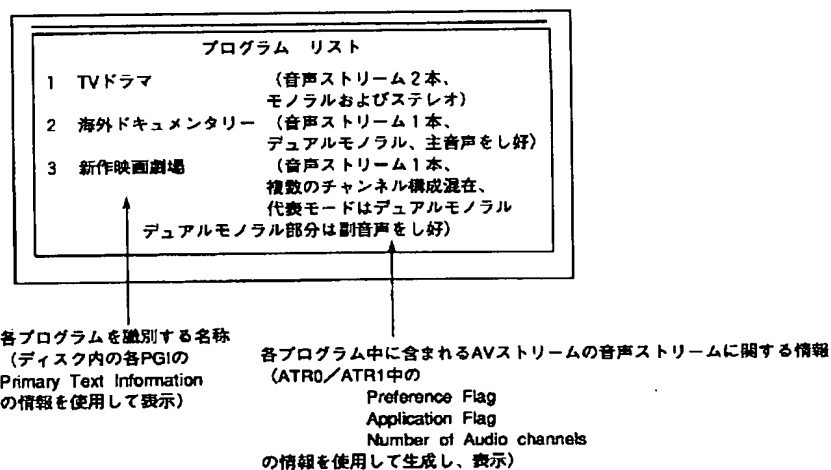 プログラム リスト
1 TVドラマ (音声ストリーム2本、
モノラルおよびステレオ)
2 海外ドキュメンタリー (音声ストリーム1本、
デュアルモノラル、主音声をし好)
3 新作映画劇場 (音声ストリーム1本、
複数のチャンネル構成混在、
代表モードはデュアルモノラル
デュアルモノラル部分は副音声をし好)
各プログラムを識別する名称
(ディスク内の各PGIの
Primary Text Information
の情報を使用して表示)
各プログラム中に含まれるAVストリームの音声ストリームに関する情報
(ATR0/ATR1中の
Preference Flag
Application Flag
Number of Audio channels
の情報を使用して生成し、表示)